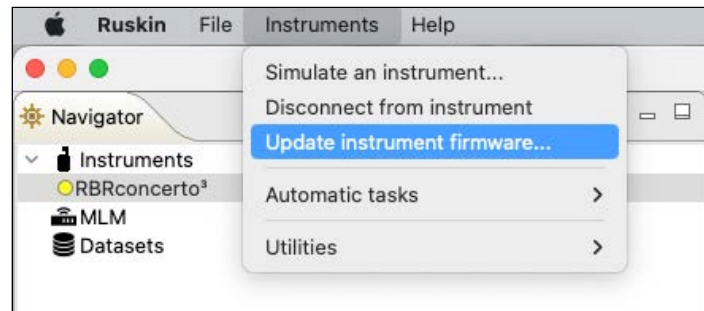 Ruskin File Instruments Help
Simulate an instrument...
Disconnect from instrument
Update instrument firmware...
Automatic tasks
Utilities
Navigator
Instruments
RBRconcerto³
MLM
Datasets